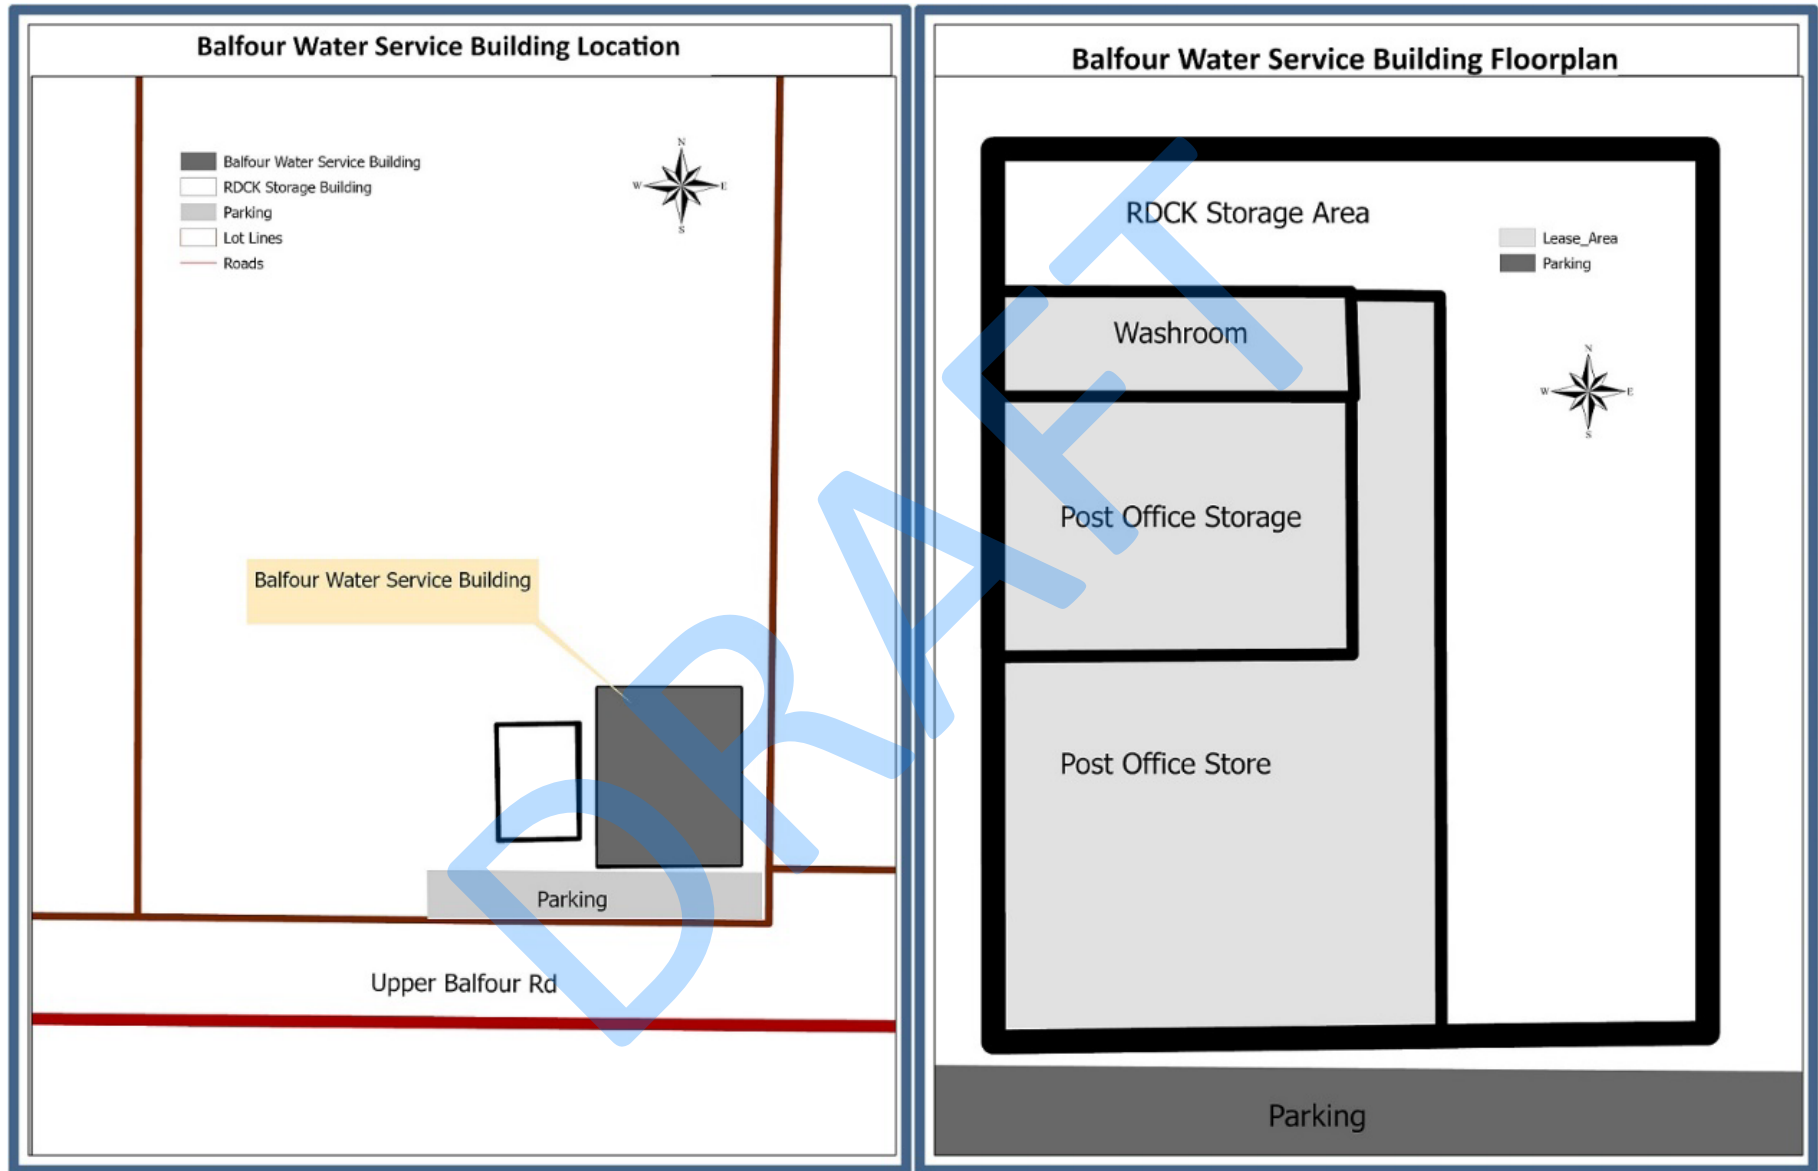 Balfour Water Service Building Location
N
W
E
S
Balfour Water Service Building
RDCK Storage Building
Parking
Lot Lines
Roads
Balfour Water Service Building
Parking
Upper Balfour Rd
Balfour Water Service Building Floorplan
RDCK Storage Area
Lease_Area
Parking
Washroom
N
W
E
S
Post Office Storage
Post Office Store
Parking
DRAFT